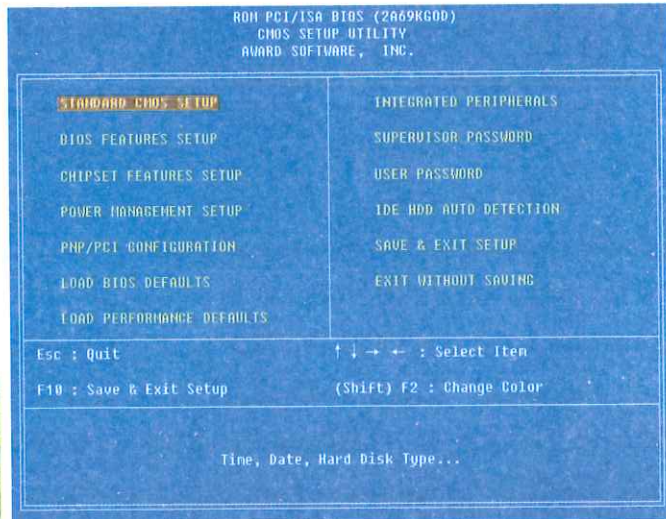 ROM PCI/ISA BIOS (2A69KG0D)
CMOS SETUP UTILITY
AWARD SOFTWARE, INC.
STANDARD CMOS SETUP
BIOS FEATURES SETUP
CHIPSET FEATURES SETUP
POWER MANAGEMENT SETUP
PNP/PCI CONFIGURATION
LOAD BIOS DEFAULTS
LOAD PERFORMANCE DEFAULTS
INTEGRATED PERIPHERALS
SUPERVISOR PASSWORD
USER PASSWORD
IDE HDD AUTO DETECTION
SAVE & EXIT SETUP
EXIT WITHOUT SAVING
Esc : Quit
↑ ↓ → ← : Select Item
F10 : Save & Exit Setup
(Shift) F2 : Change Color
Time, Date, Hard Disk Type...